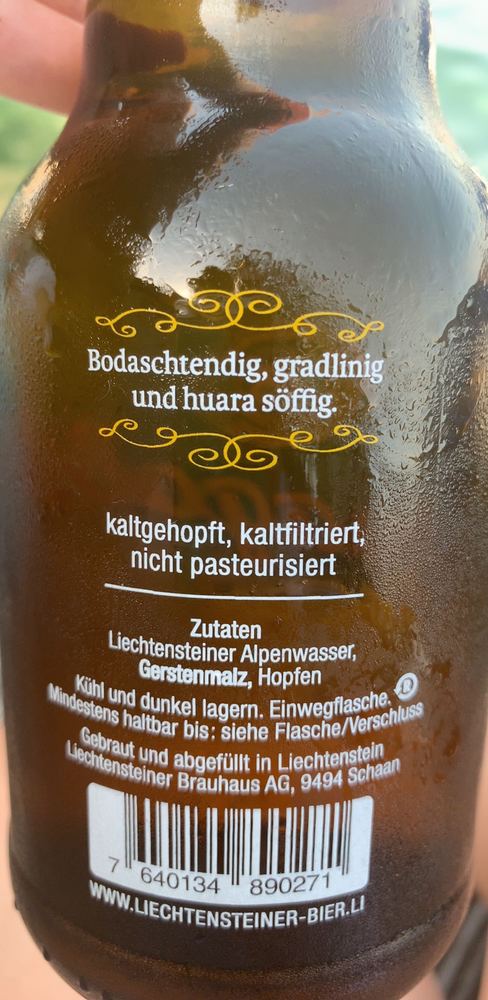 Bodaschtendig, gradlinig
und huara söffig.
kaltgehopft, kaltfiltriert,
nicht pasteurisiert
Zutaten
Liechtensteiner Alpenwasser,
Gerstenmalz, Hopfen
Kühl und dunkel lagern. Einwegflasche.
Mindestens haltbar bis: siehe Flasche/Verschluss
Gebraut und abgefüllt in Liechtenstein
Liechtensteiner Brauhaus AG, 9494 Schaan
7 640134 890271
WWW.LIECHTENSTEINER-BIER.LI